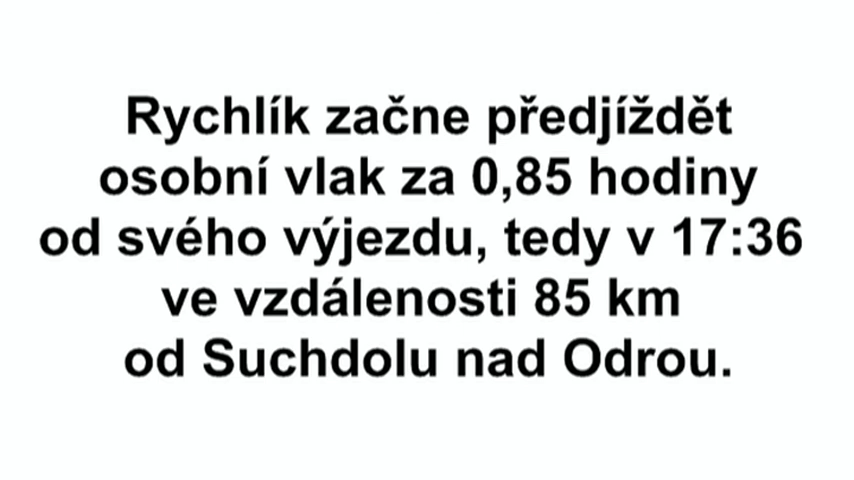 Rychlík začne předjíždět
osobní vlak za 0,85 hodiny
od svého výjezdu, tedy v 17:36
ve vzdálenosti 85 km
od Suchdolu nad Odrou.